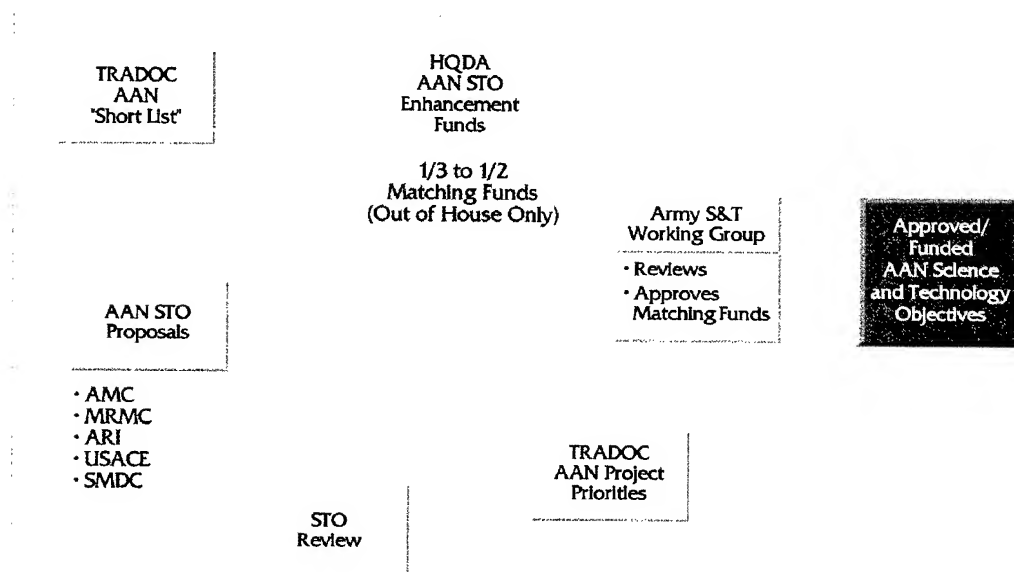 TRADOC
AAN
"Short List"
HQDA
AAN STO
Enhancement
Funds
1/3 to 1/2
Matching Funds
(Out of House Only)
Army S&T
Working Group
· Reviews
· Approves
Matching Funds
Approved/
Funded
AAN Science
and Technology
Objectives
AAN STO
Proposals
· AMC
· MRMC
· ARI
· USACE
· SMDC
TRADOC
AAN Project
Priorities
STO
Review